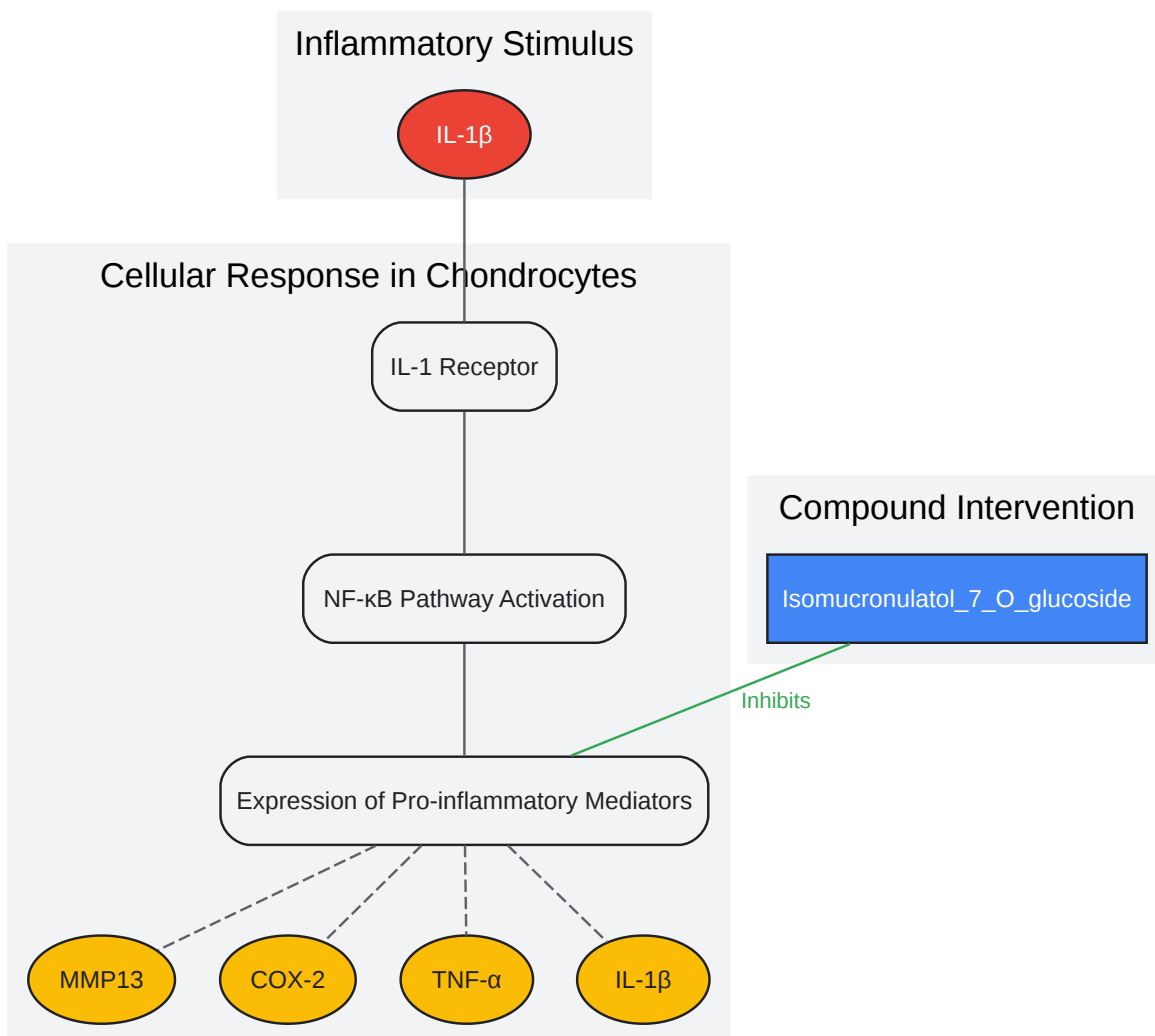 Inflammatory Stimulus
IL-1β
Cellular Response in Chondrocytes
IL-1 Receptor
Compound Intervention
NF-κB Pathway Activation
Isomucronulatol_7_O_glucoside
Inhibits
Expression of Pro-inflammatory Mediators
MMP13
COX-2
TNF-α
IL-1β